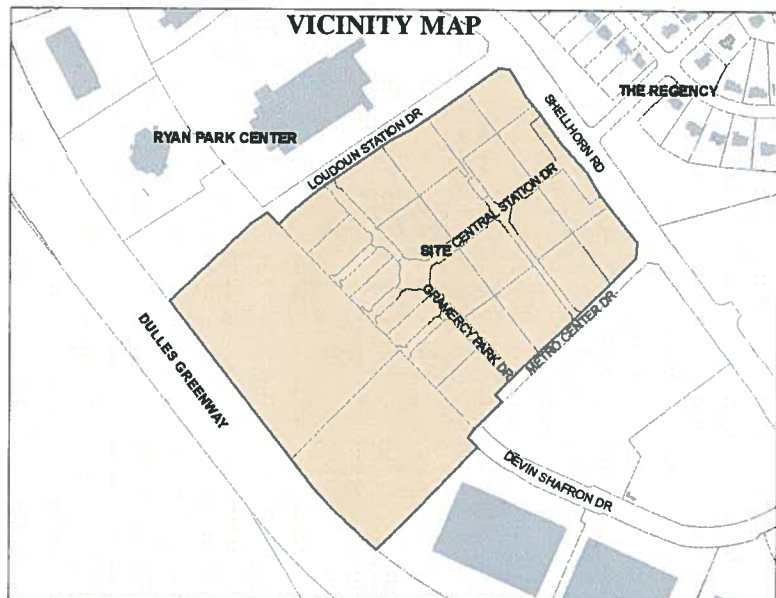 VICINITY MAP
THE REGENCY
SHELLHORN RD
RYAN PARK CENTER
LOUDOUN STATION DR
CENTRAL STATION DR
SITE
GRAMERCY PARK DR
METRO CENTER DR
DULLES GREENWAY
DEVIN SHAFRON DR